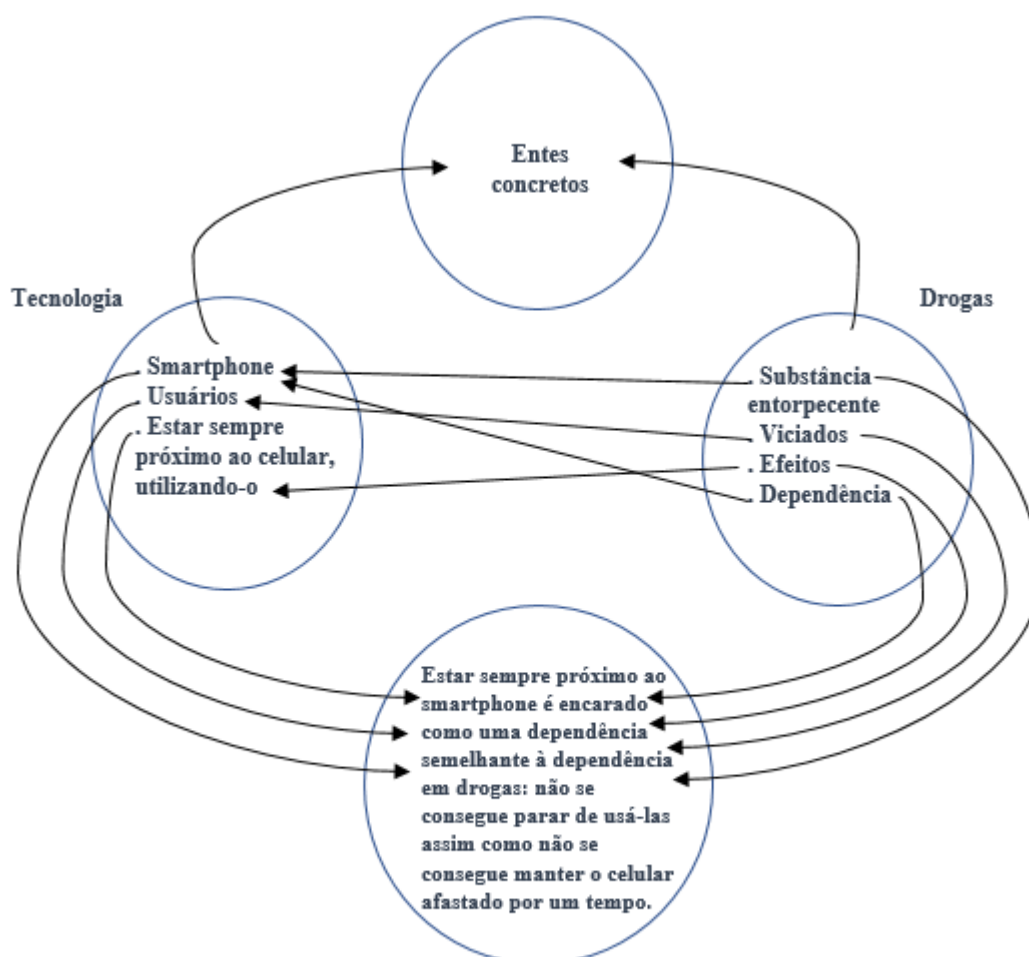 Entes
concretos
Tecnologia
Drogas
. Smartphone
. Usuários
. Estar sempre
próximo ao celular,
utilizando-o
. Substância
entorpecente
. Viciados
. Efeitos
. Dependência
Estar sempre próximo ao
smartphone é encarado
como uma dependência
semelhante à dependência
em drogas: não se
consegue parar de usá-las
assim como não se
consegue manter o celular
afastado por um tempo.